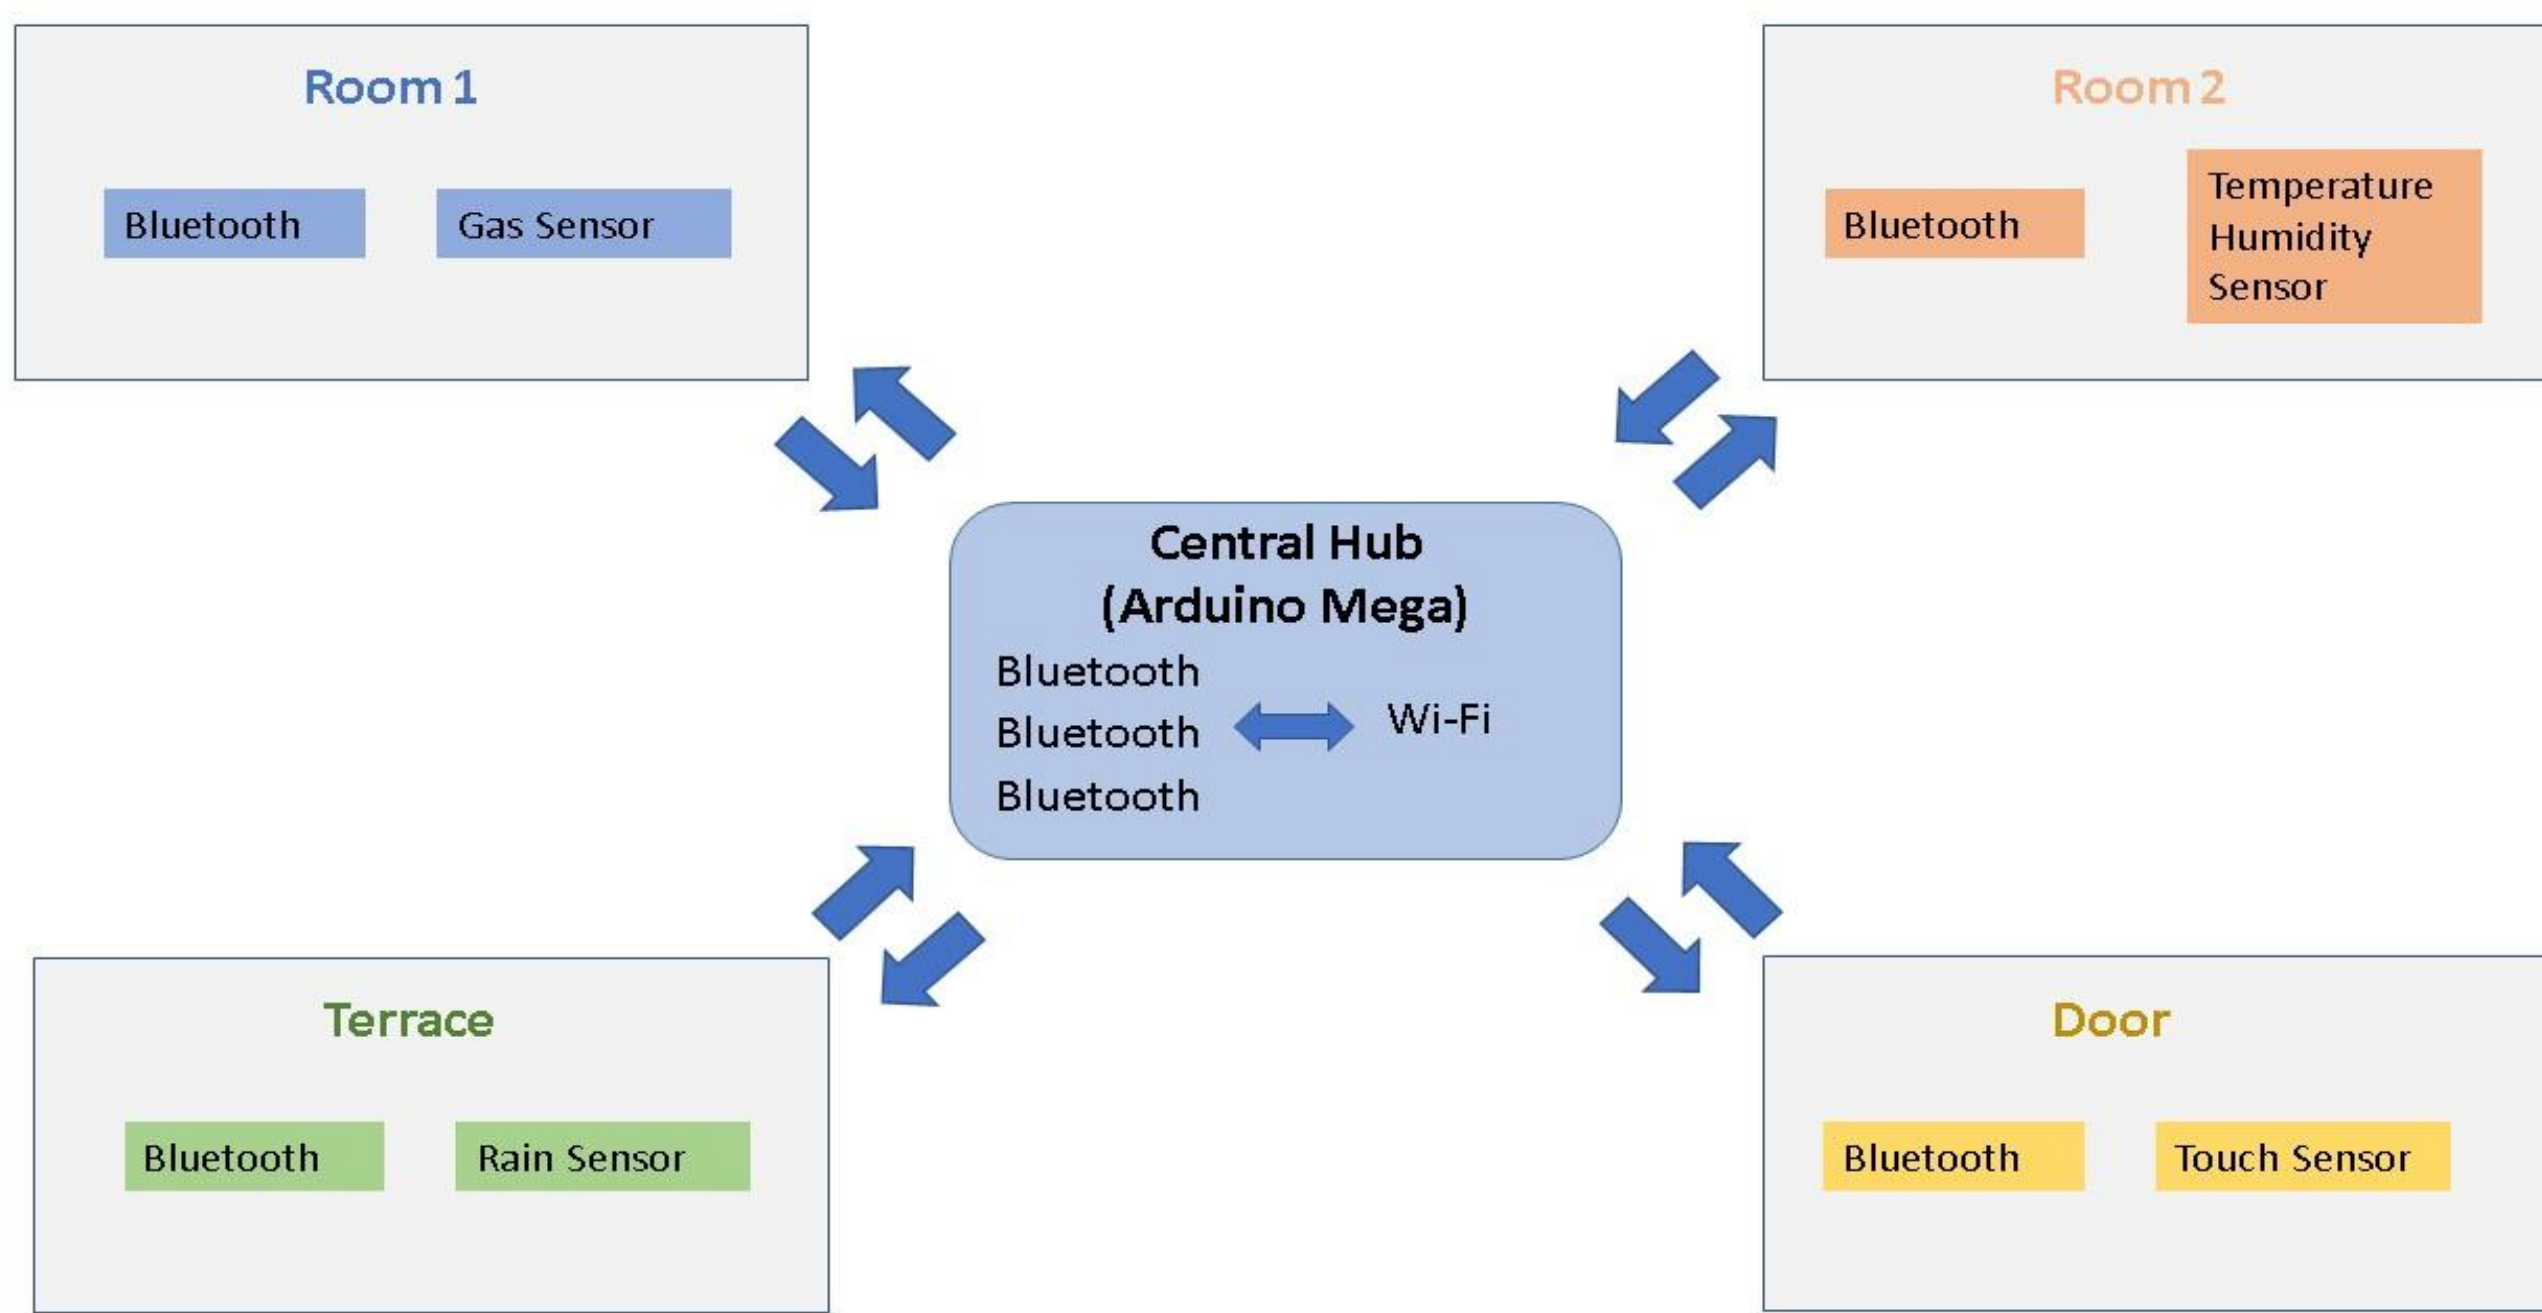 Room 1
Bluetooth
Gas Sensor
Room 2
Bluetooth
Temperature
Humidity
Sensor
Central Hub
(Arduino Mega)
Bluetooth
Bluetooth
Bluetooth
Wi-Fi
Terrace
Bluetooth
Rain Sensor
Door
Bluetooth
Touch Sensor